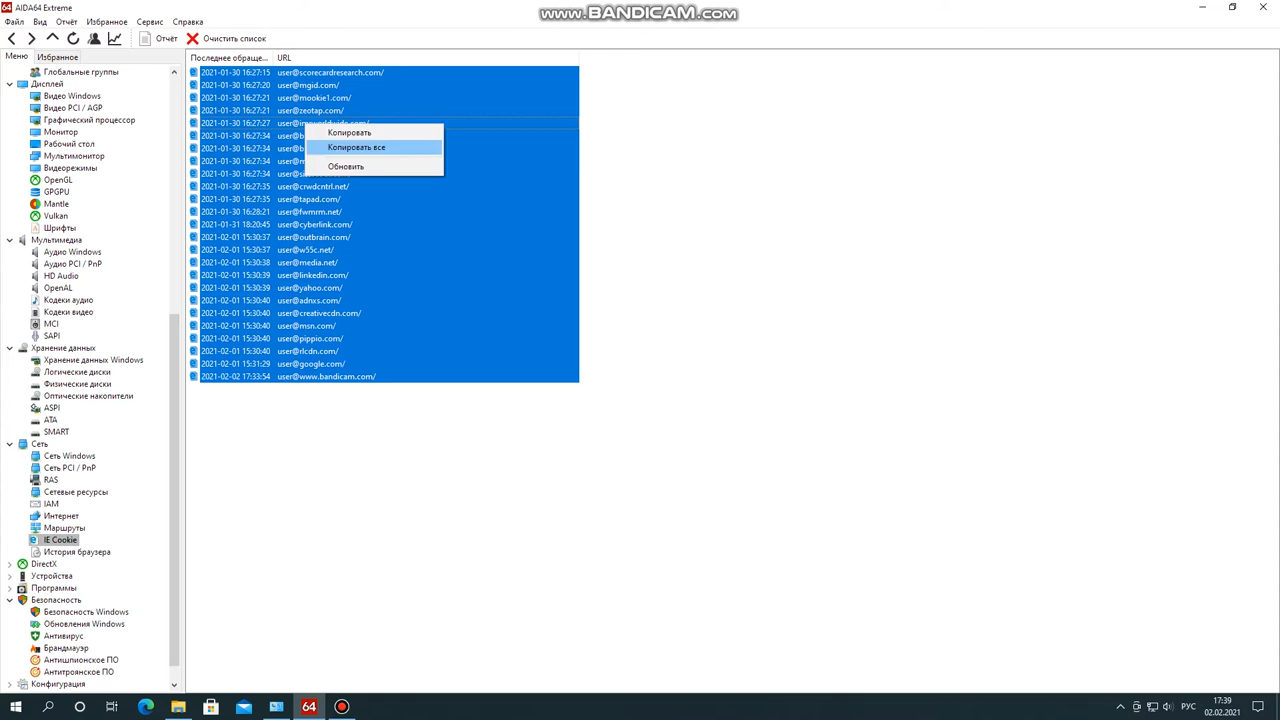 AIDA64 Extreme
www.BANDICAM.com
Файл Вид Отчёт Избранное Сервис Справка
Отчёт Очистить список
Меню Избранное
Последнее обраще... URL
Глобальные группы
Дисплей
Видео Windows
Видео PCI / AGP
Графический процессор
Монитор
Рабочий стол
Мультимонитор
Видеорежимы
OpenGL
GPGPU
Mantle
Vulkan
Шрифты
Мультимедиа
Аудио Windows
Аудио PCI / PnP
HD Audio
OpenAL
Кодеки аудио
Кодеки видео
MCI
SAPI
Хранение данных
Хранение данных Windows
Логические диски
Физические диски
Оптические накопители
ASPI
ATA
SMART
Сеть
Сеть Windows
Сеть PCI / PnP
RAS
Сетевые ресурсы
IAM
Интернет
Маршруты
IE Cookie
История браузера
DirectX
Устройства
Программы
Безопасность
Безопасность Windows
Обновления Windows
Антивирус
Брандмауэр
Антишпионское ПО
Антитроянское ПО
Конфигурация
2021-01-30 16:27:15 user@scorecardresearch.com/
2021-01-30 16:27:20 user@mgid.com/
2021-01-30 16:27:21 user@mookie1.com/
2021-01-30 16:27:21 user@zeotap.com/
2021-01-30 16:27:27
2021-01-30 16:27:34 user@b
2021-01-30 16:27:34 user@b
2021-01-30 16:27:34
2021-01-30 16:27:34
2021-01-30 16:27:35 user@crwdcntrl.net/
2021-01-30 16:27:35 user@tapad.com/
2021-01-30 16:28:21 user@fwmrm.net/
2021-01-31 18:20:45 user@cyberlink.com/
2021-02-01 15:30:37 user@outbrain.com/
2021-02-01 15:30:37 user@w55c.net/
2021-02-01 15:30:38 user@media.net/
2021-02-01 15:30:39 user@linkedin.com/
2021-02-01 15:30:39 user@yahoo.com/
2021-02-01 15:30:40 user@adnxs.com/
2021-02-01 15:30:40 user@creativecdn.com/
2021-02-01 15:30:40 user@msn.com/
2021-02-01 15:30:40 user@pippio.com/
2021-02-01 15:30:40 user@rlcdn.com/
2021-02-01 15:31:29 user@google.com/
2021-02-02 17:33:54 user@www.bandicam.com/
Копировать
Копировать все
Обновить
64
РУС
17:39
02.02.2021